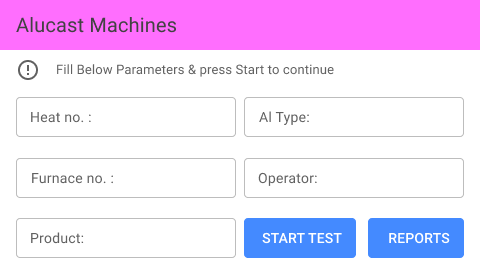 Alucast Machines
Fill Below Parameters & press Start to continue
Heat no. :
Al Type:
Furnace no. :
Operator:
Product:
START TEST
REPORTS